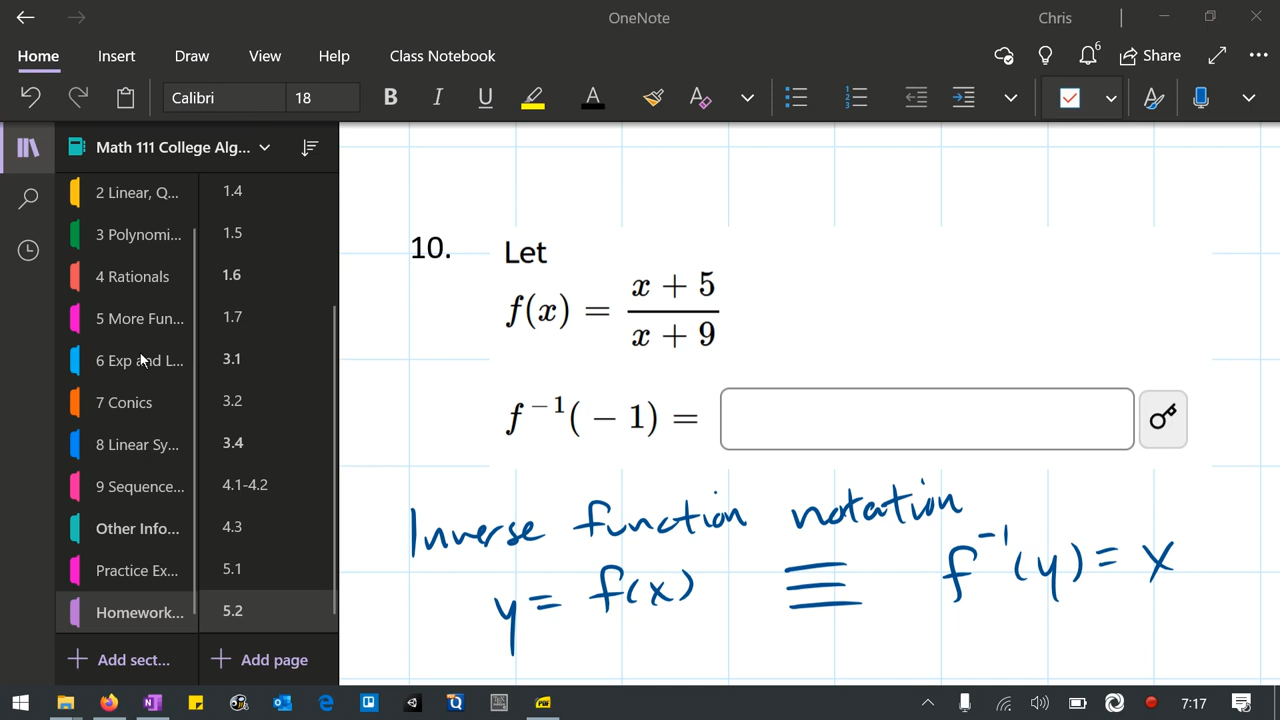 OneNote
Chris
Home Insert Draw View Help Class Notebook
6 Share
Calibri 18 B I U A
Math 111 College Alg...
2 Linear, Q...
3 Polynomi...
4 Rationals
5 More Fun...
6 Exp and L...
7 Conics
8 Linear Sy...
9 Sequence...
Other Info...
Practice Ex...
Homework...
Add sect...
1.4
1.5
1.6
1.7
3.1
3.2
3.4
4.1-4.2
4.3
5.1
5.2
Add page
10. Let
f(x) = (x + 5)/(x + 9)
f⁻¹( − 1) =
Inverse function notation
y = f(x) ≡ f⁻¹(y) = x
7:17